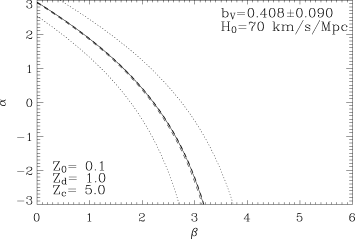 3
b_V=0.408±0.090
H_0=70 km/s/Mpc
2
1
α
0
−1
Z_0= 0.1
−2
Z_d= 1.0
Z_c= 5.0
−3
0 1 2 3 4 5 6
β